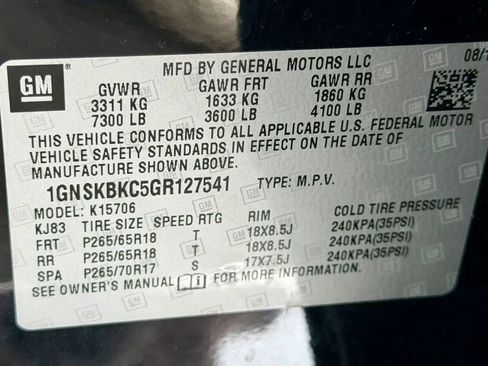 MFD BY GENERAL MOTORS LLC 08/1
GM
GVWR GAWR FRT GAWR RR
3311 KG 1633 KG 1860 KG
7300 LB 3600 LB 4100 LB
THIS VEHICLE CONFORMS TO ALL APPLICABLE U.S. FEDERAL MOTOR
VEHICLE SAFETY STANDARDS IN EFFECT ON THE DATE OF
MANUFACTURE SHOWN ABOVE.
1GNSKBKC5GR127541 TYPE: M.P.V.
MODEL: K15706
KJ83 TIRE SIZE SPEED RTG RIM COLD TIRE PRESSURE
FRT P265/65R18 T 18X8.5J 240KPA(35PSI)
RR P265/65R18 T 18X8.5J 240KPA(35PSI)
SPA P265/70R17 S 17X7.5J 240KPA(35PSI)
SEE OWNER'S MANUAL FOR MORE INFORMATION.